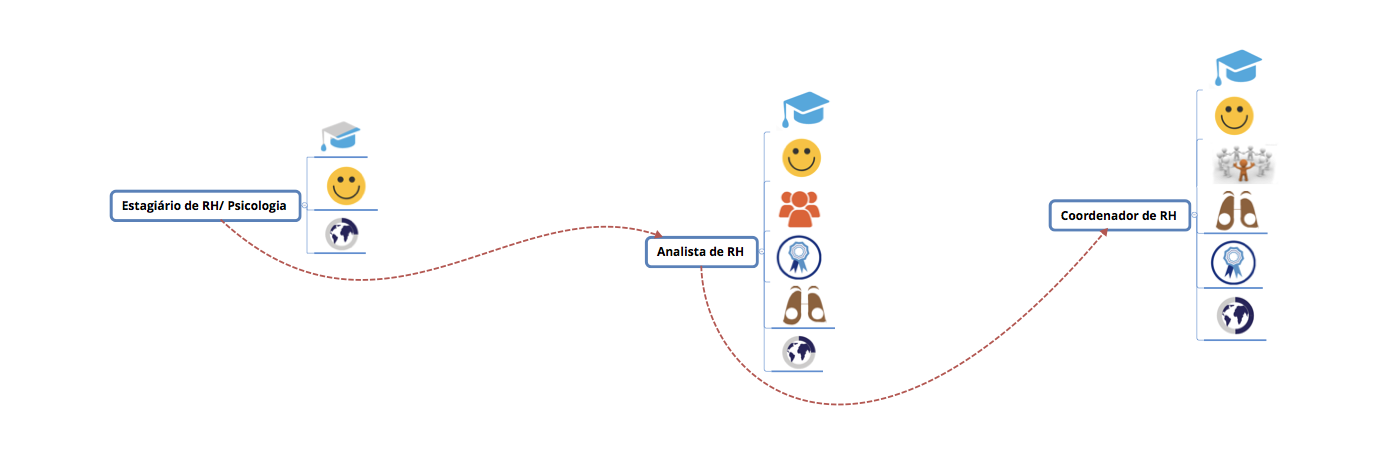 Estagiário de RH/ Psicologia
Analista de RH
Coordenador de RH